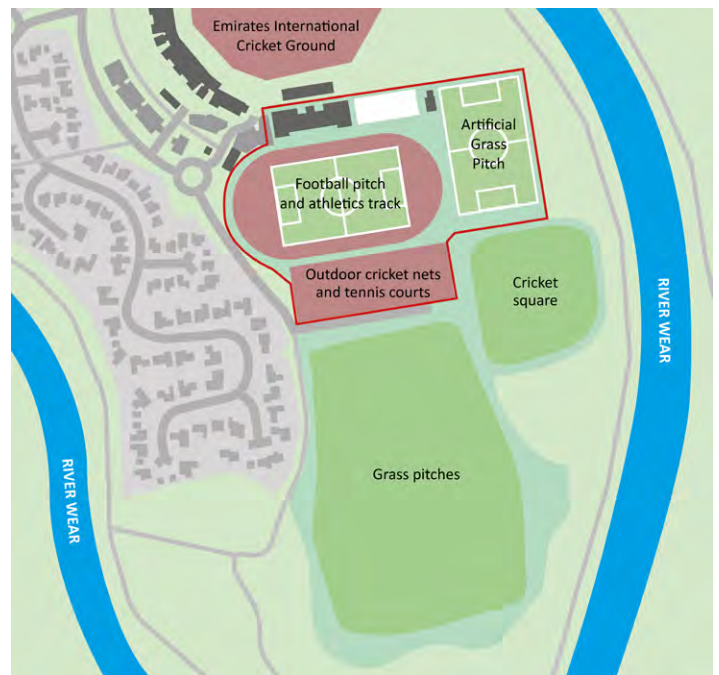 Emirates International
Cricket Ground
Artificial
Grass
Pitch
Football pitch
and athletics track
Outdoor cricket nets
and tennis courts
Cricket
square
RIVER WEAR
Grass pitches
RIVER WEAR